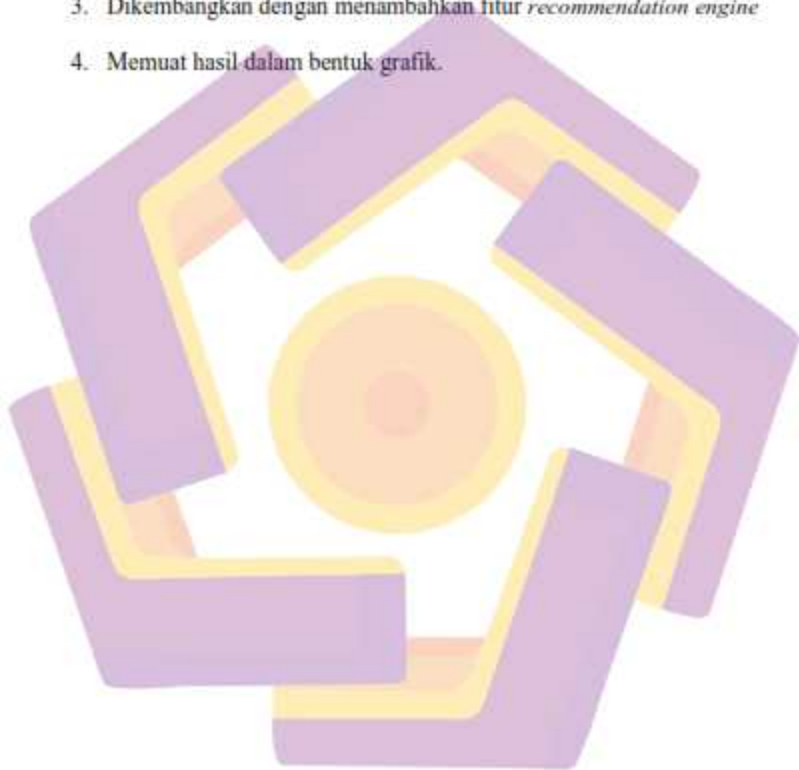 3. Dikembangkan dengan menambahkan fitur recommendation engine
4. Memuat hasil dalam bentuk grafik.